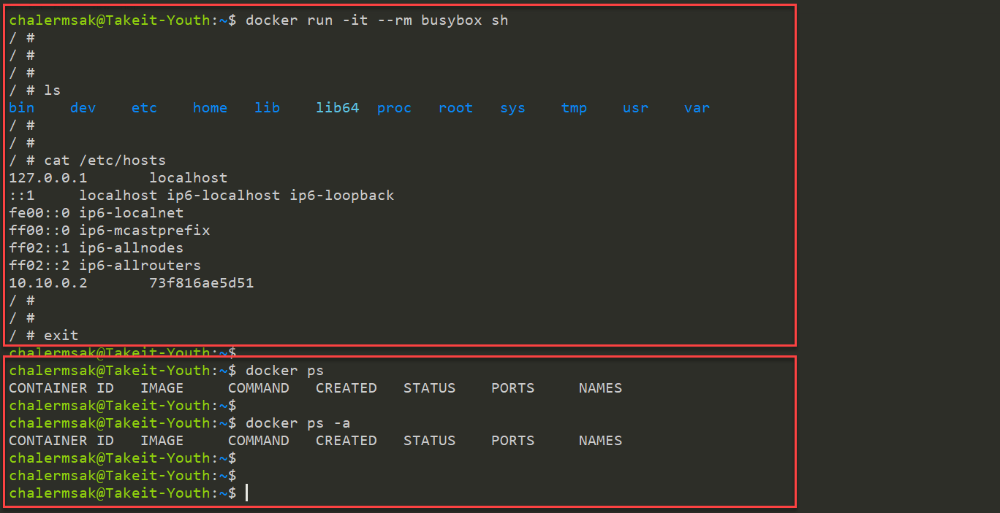 chalermsak@Takeit-Youth:~$ docker run -it --rm busybox sh
/ #
/ #
/ #
/ # ls
bin    dev    etc    home   lib    lib64  proc   root   sys    tmp    usr    var
/ #
/ #
/ # cat /etc/hosts
127.0.0.1       localhost
::1     localhost ip6-localhost ip6-loopback
fe00::0 ip6-localnet
ff00::0 ip6-mcastprefix
ff02::1 ip6-allnodes
ff02::2 ip6-allrouters
10.10.0.2       73f816ae5d51
/ #
/ #
/ # exit
chalermsak@Takeit-Youth:~$
chalermsak@Takeit-Youth:~$ docker ps
CONTAINER ID   IMAGE     COMMAND   CREATED   STATUS    PORTS     NAMES
chalermsak@Takeit-Youth:~$
chalermsak@Takeit-Youth:~$ docker ps -a
CONTAINER ID   IMAGE     COMMAND   CREATED   STATUS    PORTS     NAMES
chalermsak@Takeit-Youth:~$
chalermsak@Takeit-Youth:~$
chalermsak@Takeit-Youth:~$